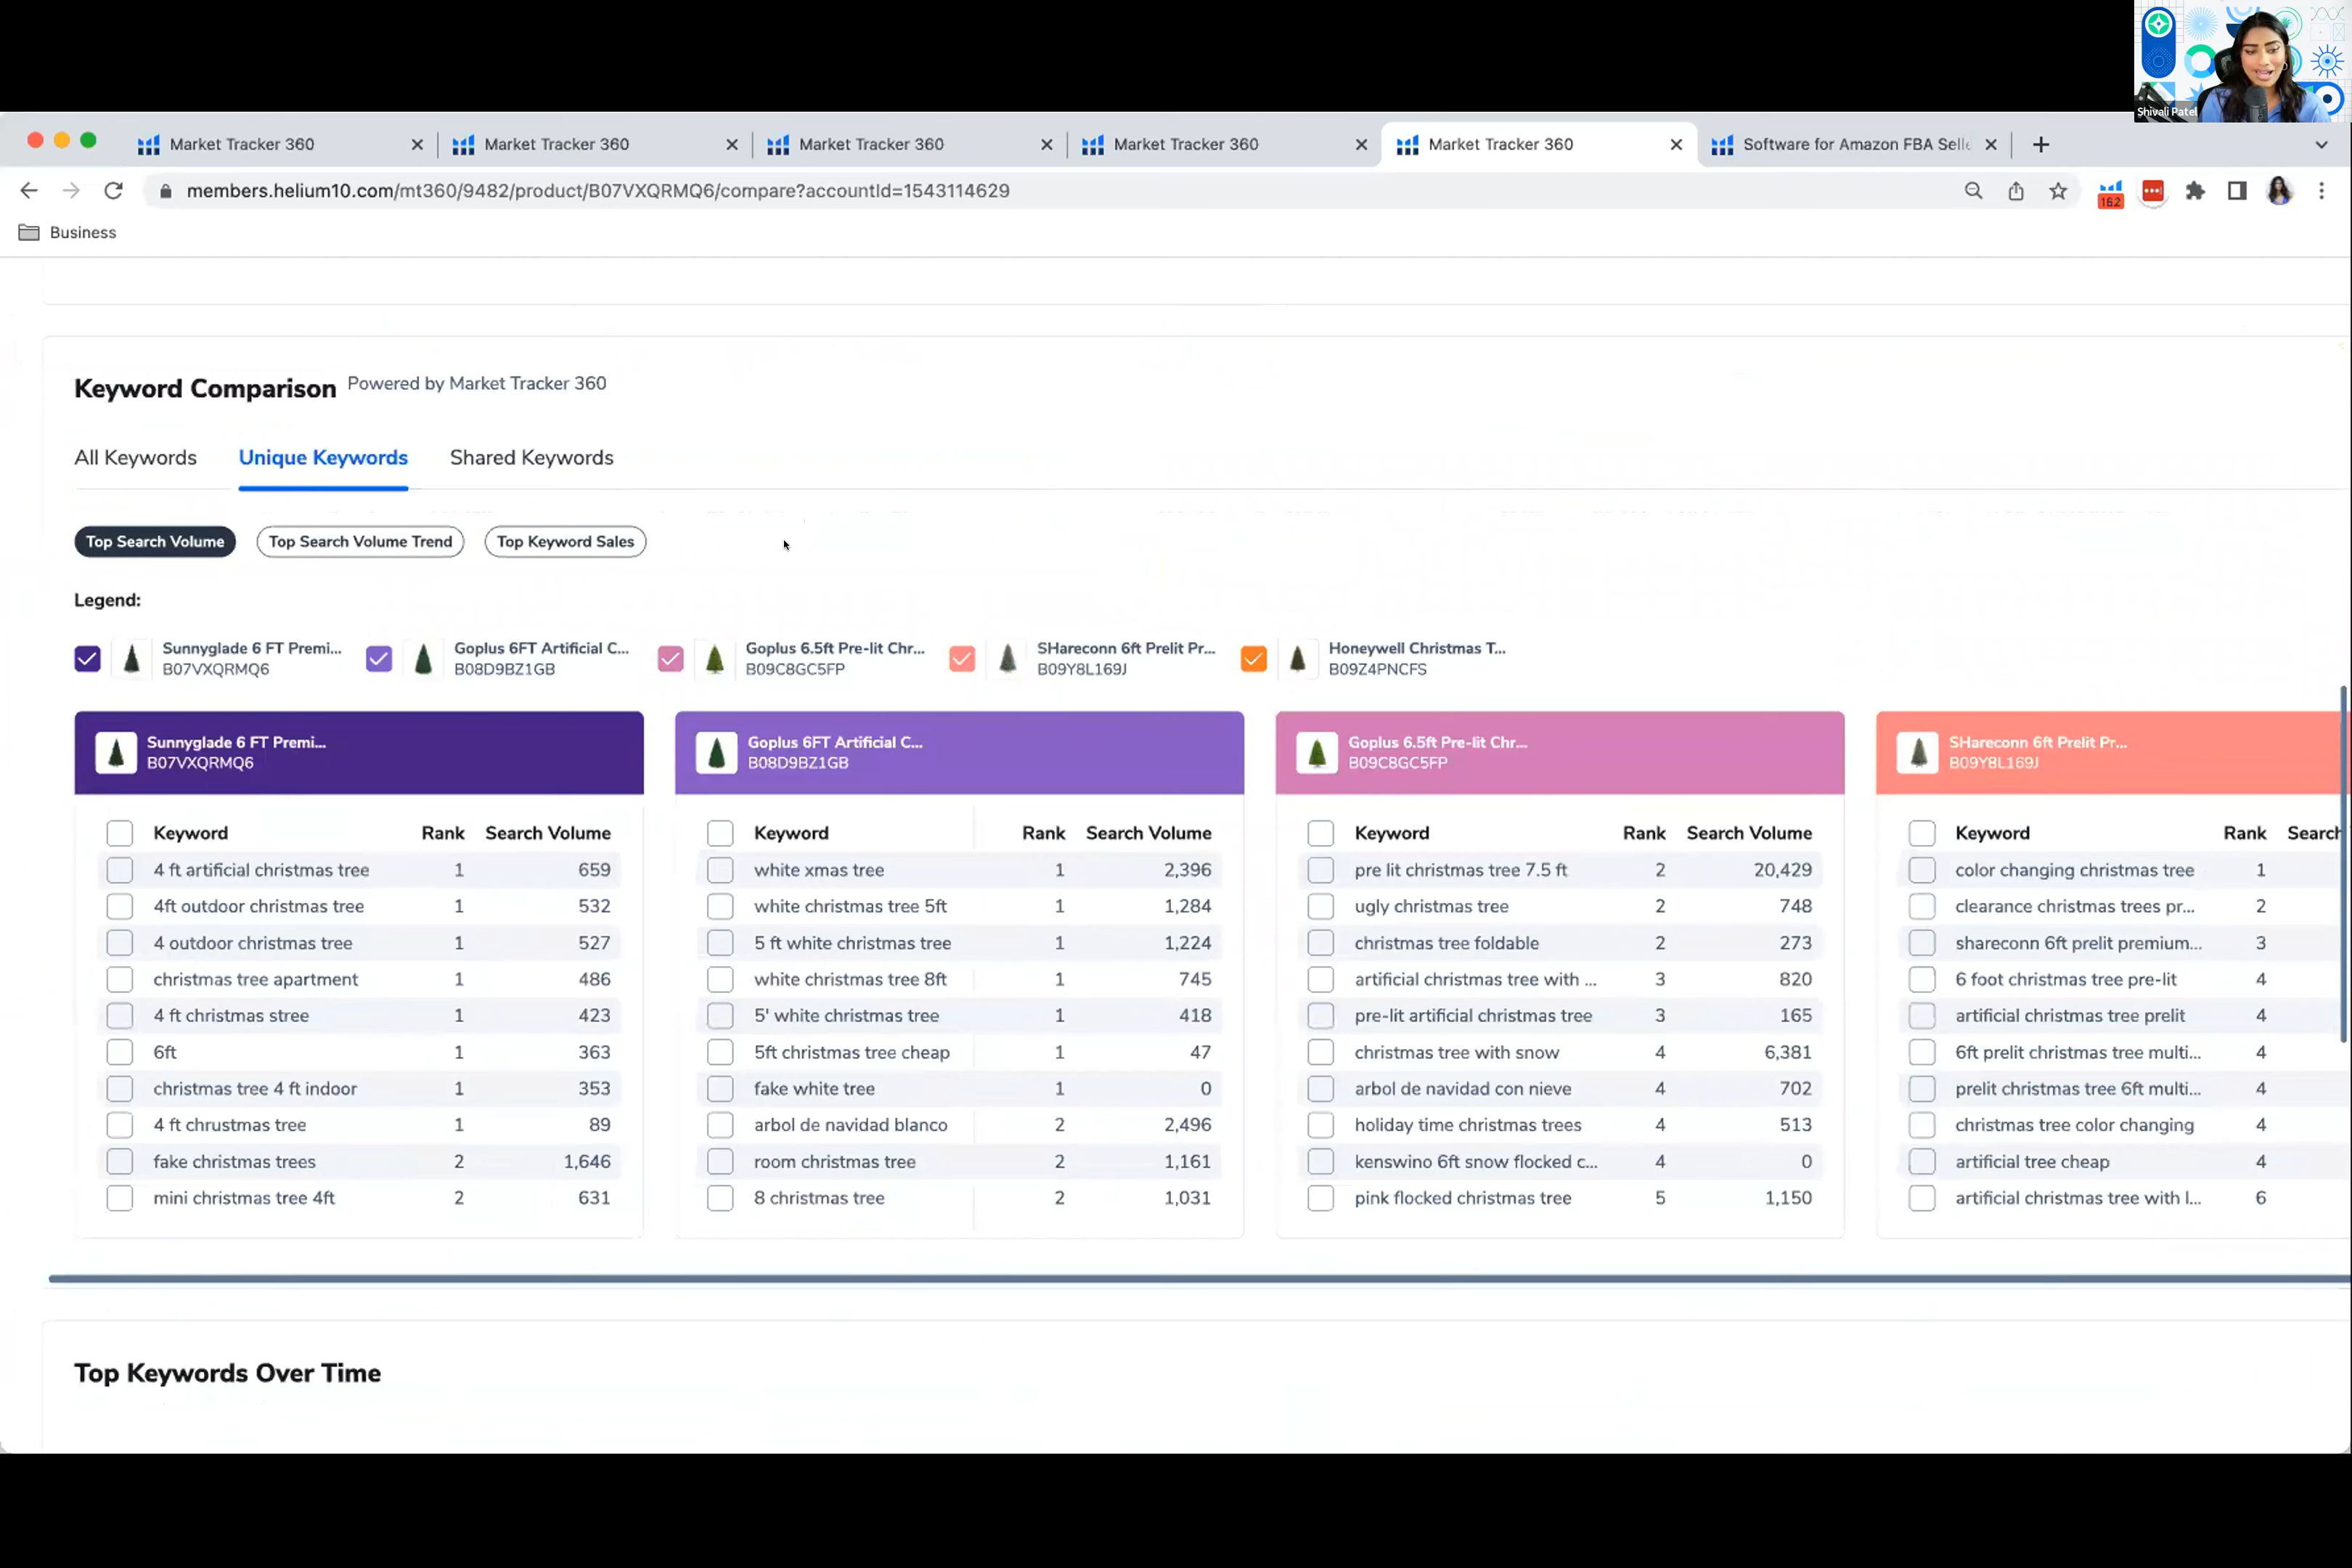 Shivali Patel
Market Tracker 360
Market Tracker 360
Market Tracker 360
Market Tracker 360
Market Tracker 360
Software for Amazon FBA Selle
members.helium10.com/mt360/9482/product/B07VXQRMQ6/compare?accountId=1543114629
162
Business
Keyword Comparison Powered by Market Tracker 360
All Keywords Unique Keywords Shared Keywords
Top Search Volume Top Search Volume Trend Top Keyword Sales
Legend:
Sunnyglade 6 FT Premi...
B07VXQRMQ6
Goplus 6FT Artificial C...
B08D9BZ1GB
Goplus 6.5ft Pre-lit Chr...
B09C8GC5FP
SHareconn 6ft Prelit Pr...
B09Y8L169J
Honeywell Christmas T...
B09Z4PNCFS
Sunnyglade 6 FT Premi...
B07VXQRMQ6
Keyword Rank Search Volume
4 ft artificial christmas tree 1 659
4ft outdoor christmas tree 1 532
4 outdoor christmas tree 1 527
christmas tree apartment 1 486
4 ft christmas stree 1 423
6ft 1 363
christmas tree 4 ft indoor 1 353
4 ft chrustmas tree 1 89
fake christmas trees 2 1,646
mini christmas tree 4ft 2 631
Goplus 6FT Artificial C...
B08D9BZ1GB
Keyword Rank Search Volume
white xmas tree 1 2,396
white christmas tree 5ft 1 1,284
5 ft white christmas tree 1 1,224
white christmas tree 8ft 1 745
5' white christmas tree 1 418
5ft christmas tree cheap 1 47
fake white tree 1 0
arbol de navidad blanco 2 2,496
room christmas tree 2 1,161
8 christmas tree 2 1,031
Goplus 6.5ft Pre-lit Chr...
B09C8GC5FP
Keyword Rank Search Volume
pre lit christmas tree 7.5 ft 2 20,429
ugly christmas tree 2 748
christmas tree foldable 2 273
artificial christmas tree with ... 3 820
pre-lit artificial christmas tree 3 165
christmas tree with snow 4 6,381
arbol de navidad con nieve 4 702
holiday time christmas trees 4 513
kenswino 6ft snow flocked c... 4 0
pink flocked christmas tree 5 1,150
SHareconn 6ft Prelit Pr...
B09Y8L169J
Keyword Rank Search
color changing christmas tree 1
clearance christmas trees pr... 2
shareconn 6ft prelit premium... 3
6 foot christmas tree pre-lit 4
artificial christmas tree prelit 4
6ft prelit christmas tree multi... 4
prelit christmas tree 6ft multi... 4
christmas tree color changing 4
artificial tree cheap 4
artificial christmas tree with l... 6
Top Keywords Over Time